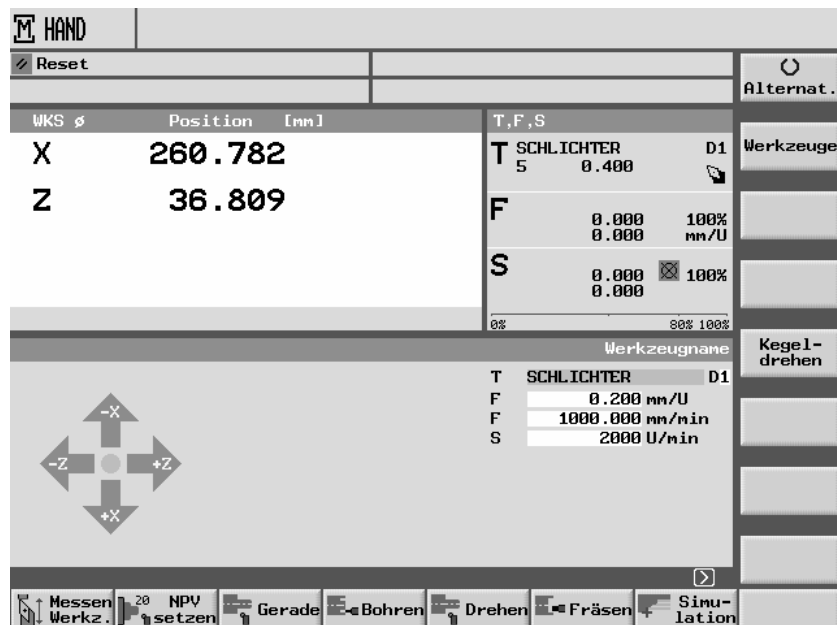 M HAND
Reset
WKS ø Position [mm]
X 260.782
Z 36.809
T,F,S
T SCHLICHTER D1
5 0.400
F 0.000 100%
0.000 mm/U
S 0.000 100%
0.000
0% 80% 100%
Werkzeugname
T SCHLICHTER D1
F 0.200 mm/U
F 1000.000 mm/min
S 2000 U/min
-X
-Z +Z
+X
Alternat.
Werkzeuge
Kegel-
drehen
Messen
Werkz.
20 NPV
setzen
Gerade
Bohren
Drehen
Fräsen
Simu-
lation